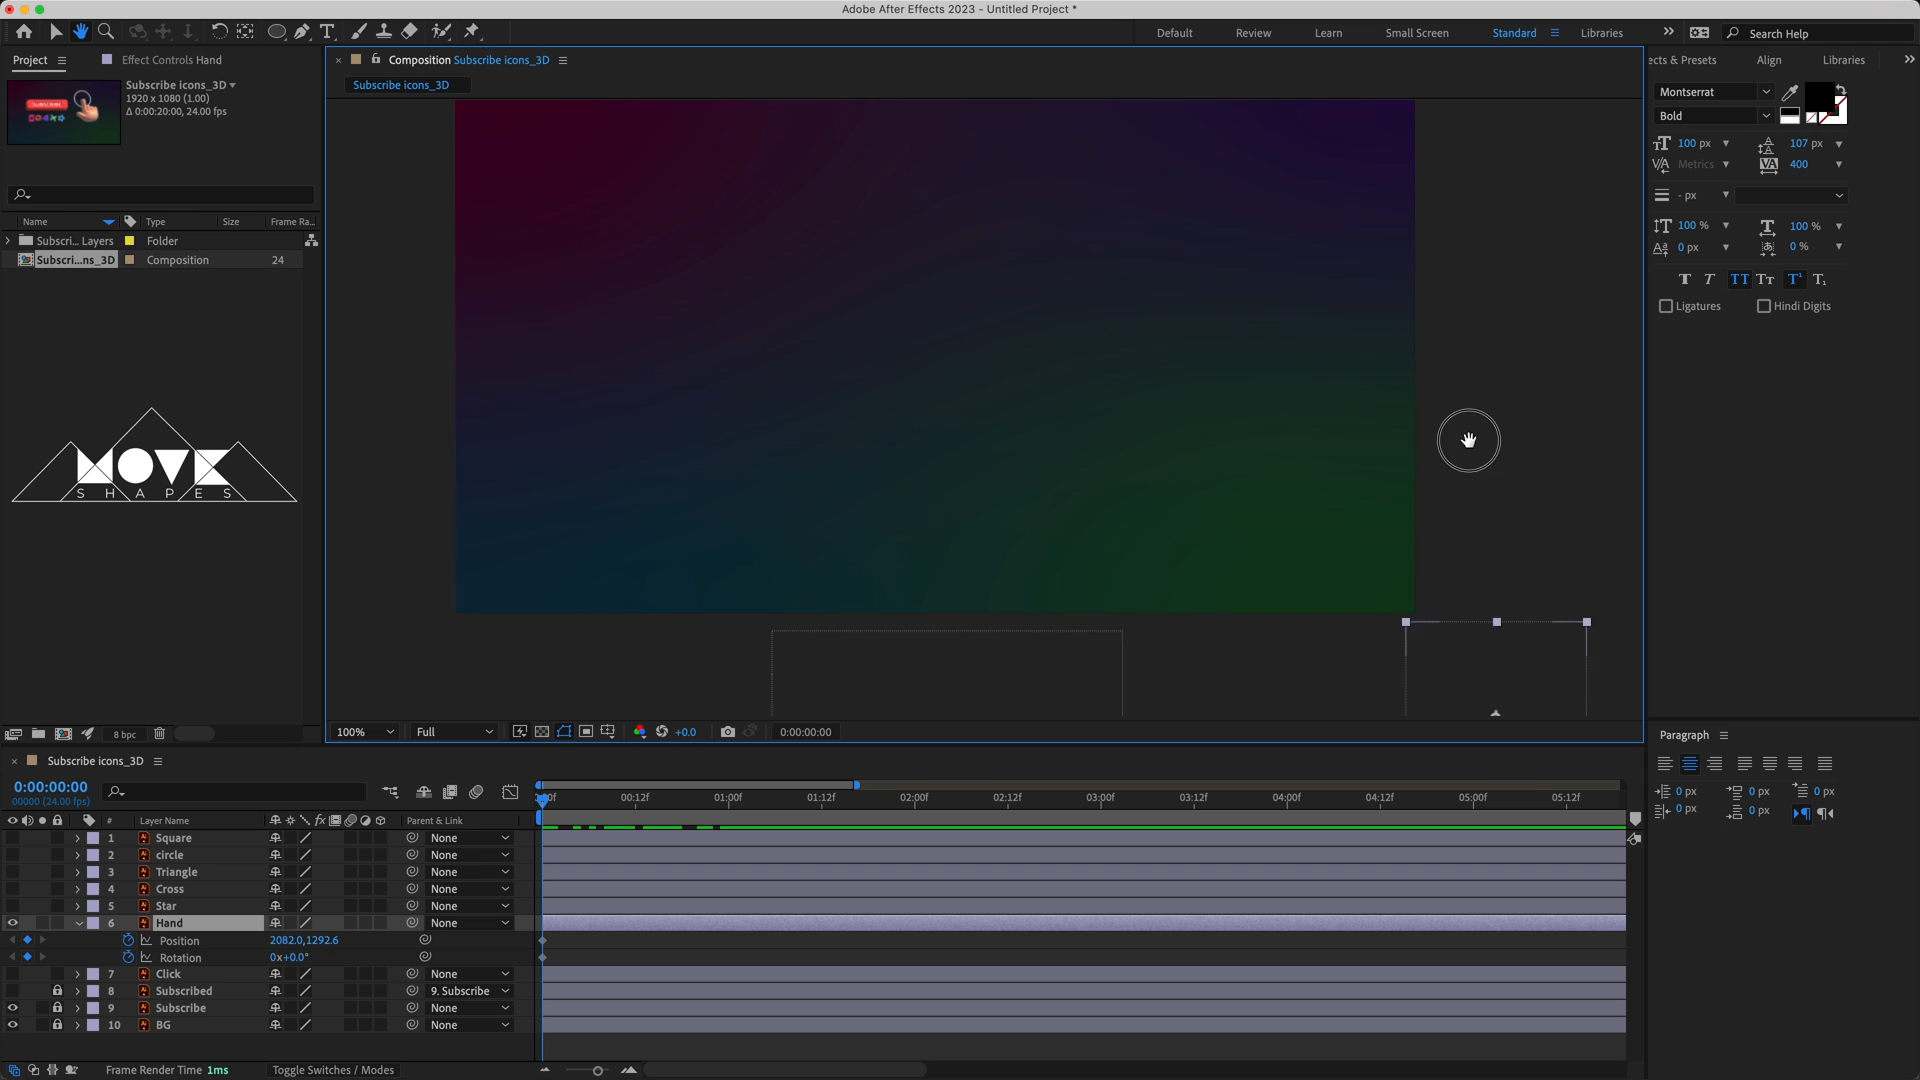 Adobe After Effects 2023 - Untitled Project *
Default
Review
Learn
Small Screen
Standard
Libraries
Search Help
Project
Effect Controls Hand
Composition Subscribe icons_3D
ects & Presets
Align
Libraries
Subscribe icons_3D
1920 x 1080 (1.00)
Δ 0:00:20:00, 24.00 fps
Subscribe icons_3D
Montserrat
Bold
100 px
107 px
Metrics
400
- px
100 %
100 %
0 px
0 %
Ligatures
Hindi Digits
Name
Type
Size
Frame Ra...
Subscri... Layers
Folder
Subscri...ns_3D
Composition
24
MOVE
SHAPES
8 bpc
100%
Full
+0.0
0:00:00:00
Paragraph
0 px
0 px
0 px
0 px
0 px
Subscribe icons_3D
0:00:00:00
00000 (24.00 fps)
00:12f
01:00f
01:12f
02:00f
02:12f
03:00f
03:12f
04:00f
04:12f
05:00f
05:12f
#
Layer Name
Parent & Link
1 Square None
2 circle None
3 Triangle None
4 Cross None
5 Star None
6 Hand None
Position 2082.0,1292.6
Rotation 0x+0.0°
7 Click None
8 Subscribed 9. Subscribe
9 Subscribe None
10 BG None
Frame Render Time 1ms
Toggle Switches / Modes